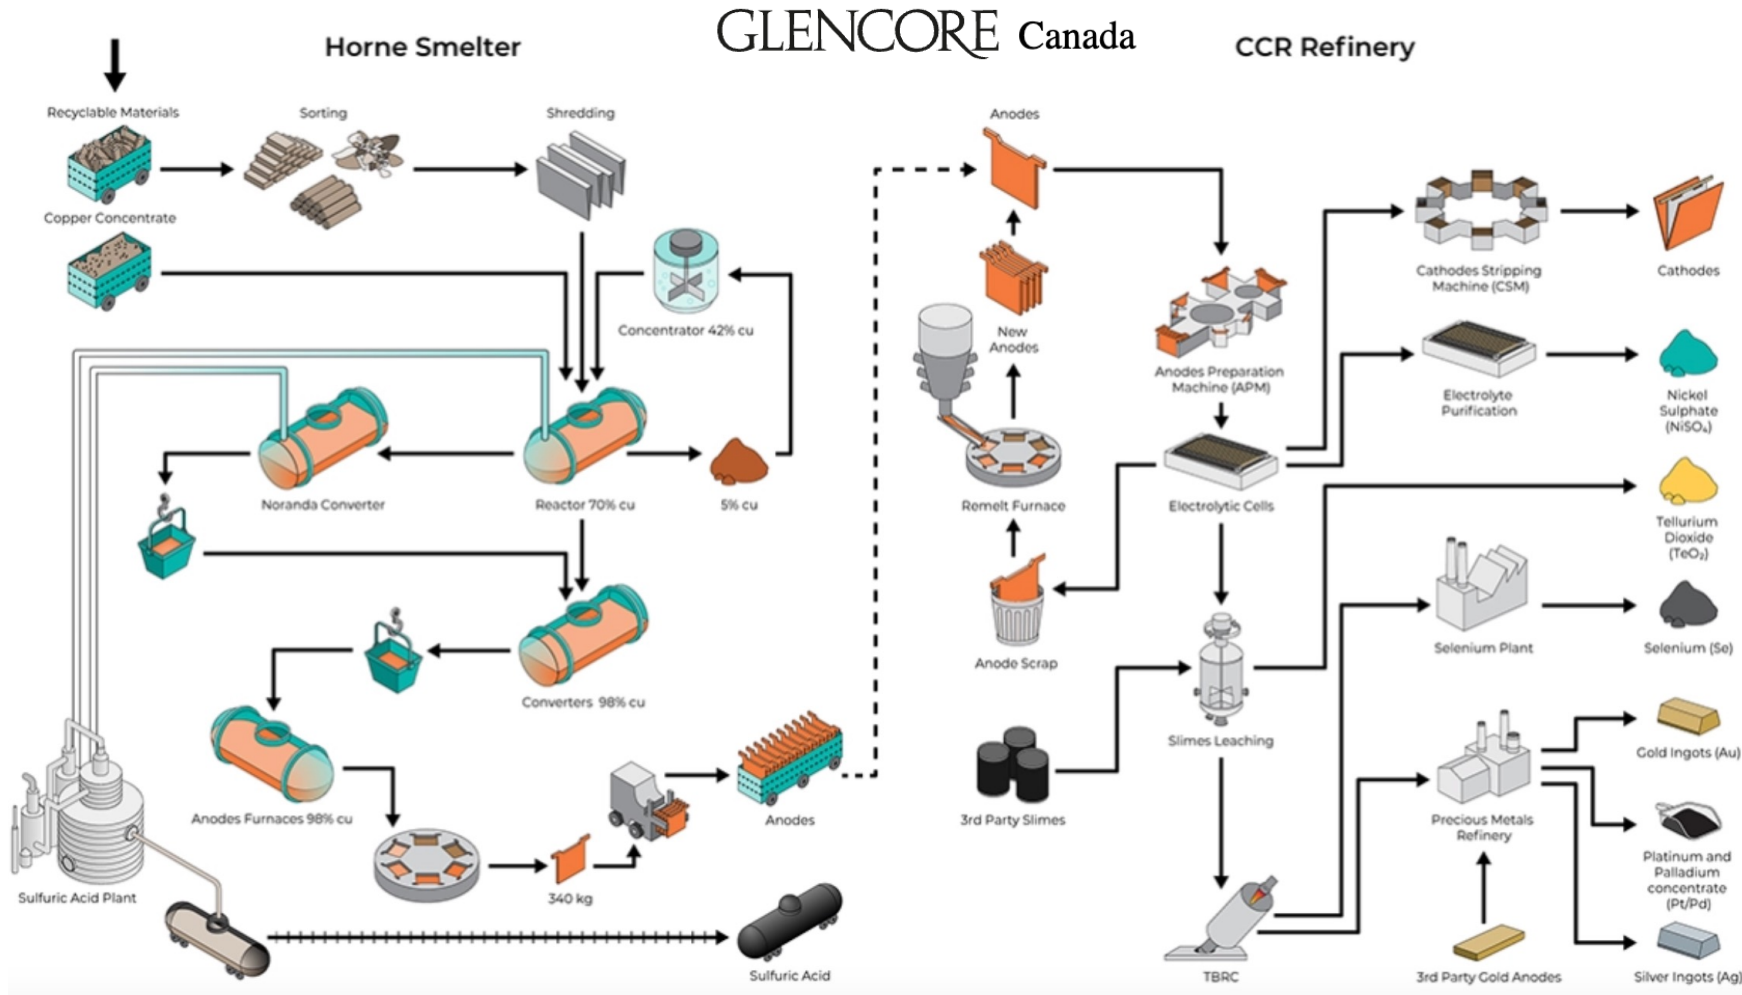 GLENCORE Canada
Horne Smelter
CCR Refinery
Recyclable Materials
Sorting
Shredding
Copper Concentrate
Concentrator 42% cu
Noranda Converter
Reactor 70% cu
5% cu
Converters 98% cu
Anodes Furnaces 98% cu
340 kg
Anodes
Sulfuric Acid Plant
Sulfuric Acid
Anodes
New
Anodes
Remelt Furnace
Anode Scrap
3rd Party Slimes
Anodes Preparation
Machine (APM)
Electrolytic Cells
Slimes Leaching
TBRC
Cathodes Stripping
Machine (CSM)
Cathodes
Electrolyte
Purification
Nickel
Sulphate
(NiSO₄)
Tellurium
Dioxide
(TeO₂)
Selenium Plant
Selenium (Se)
Precious Metals
Refinery
Gold Ingots (Au)
Platinum and
Palladium
concentrate
(Pt/Pd)
3rd Party Gold Anodes
Silver Ingots (Ag)